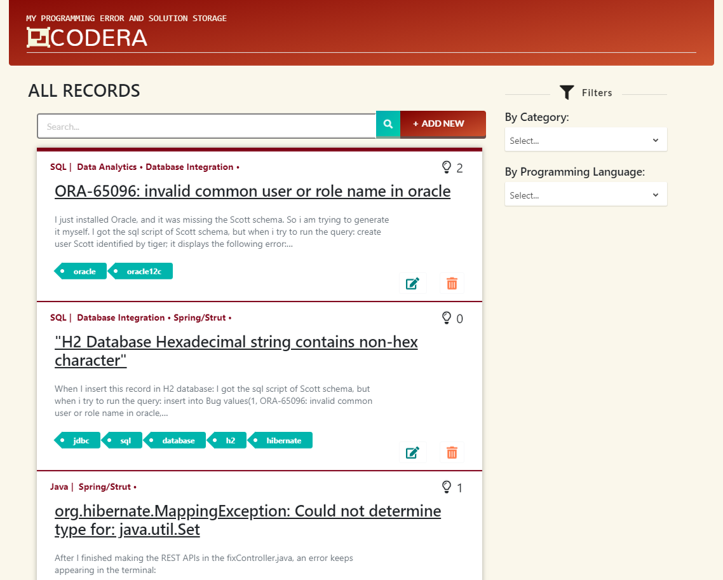 MY PROGRAMMING ERROR AND SOLUTION STORAGE
CODERA
ALL RECORDS
Search...
+ ADD NEW
Filters
By Category:
Select...
By Programming Language:
Select...
SQL | Data Analytics • Database Integration •
2
ORA-65096: invalid common user or role name in oracle
I just installed Oracle, and it was missing the Scott schema. So i am trying to generate
it myself. I got the sql script of Scott schema, but when i try to run the query: create
user Scott identified by tiger; it displays the following error:...
oracle oracle12c
SQL | Database Integration • Spring/Strut •
0
"H2 Database Hexadecimal string contains non-hex
character"
When I insert this record in H2 database: I got the sql script of Scott schema, but
when i try to run the query: insert into Bug values(1, ORA-65096: invalid common
user or role name in oracle,...
jdbc sql database h2 hibernate
Java | Spring/Strut •
1
org.hibernate.MappingException: Could not determine
type for: java.util.Set
After I finished making the REST APIs in the fixController.java, an error keeps
appearing in the terminal: